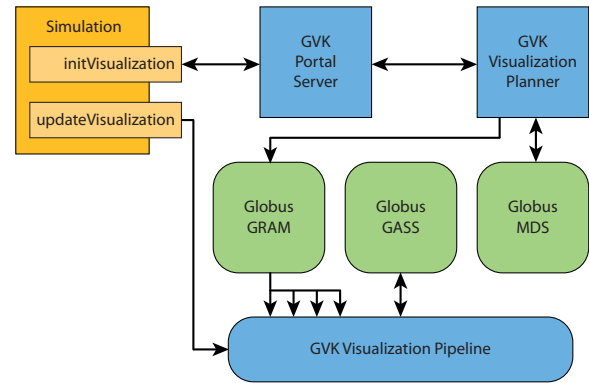 Simulation
initVisualization
updateVisualization
GVK
Portal
Server
GVK
Visualization
Planner
Globus
GRAM
Globus
GASS
Globus
MDS
GVK Visualization Pipeline